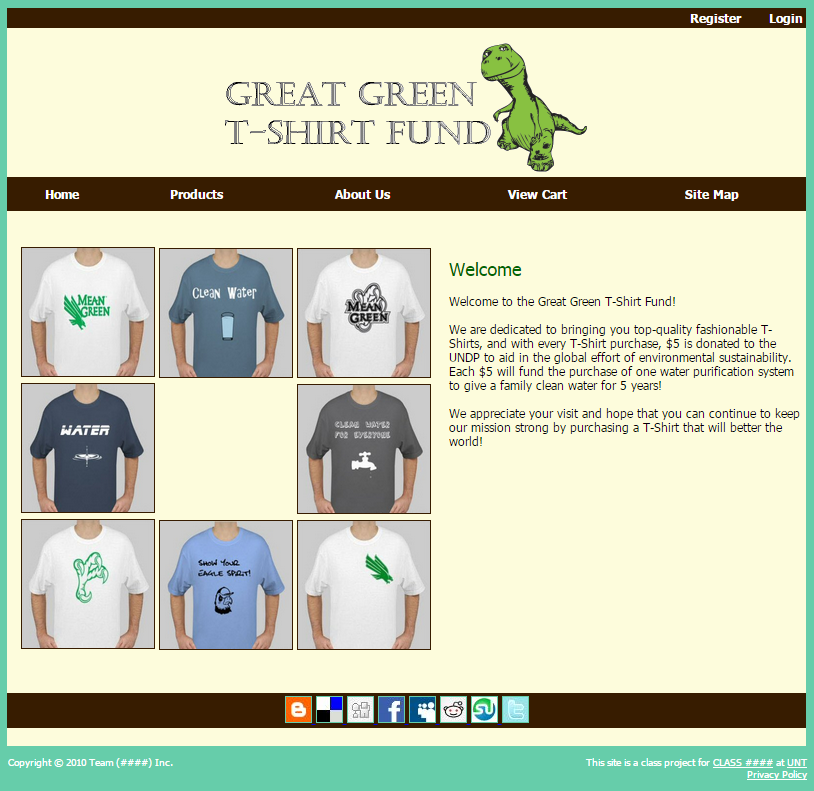 Register Login
GREAT GREEN
T-SHIRT FUND
Home Products About Us View Cart Site Map
MEAN
GREEN
Clean Water
MEAN
GREEN
WATER
CLEAN WATER
FOR EVERYONE
SHOW YOUR
EAGLE SPIRIT!
Welcome
Welcome to the Great Green T-Shirt Fund!
We are dedicated to bringing you top-quality fashionable T-
Shirts, and with every T-Shirt purchase, $5 is donated to the
UNDP to aid in the global effort of environmental sustainability.
Each $5 will fund the purchase of one water purification system
to give a family clean water for 5 years!
We appreciate your visit and hope that you can continue to keep
our mission strong by purchasing a T-Shirt that will better the
world!
Copyright © 2010 Team (####) Inc.
This site is a class project for CLASS #### at UNT
Privacy Policy